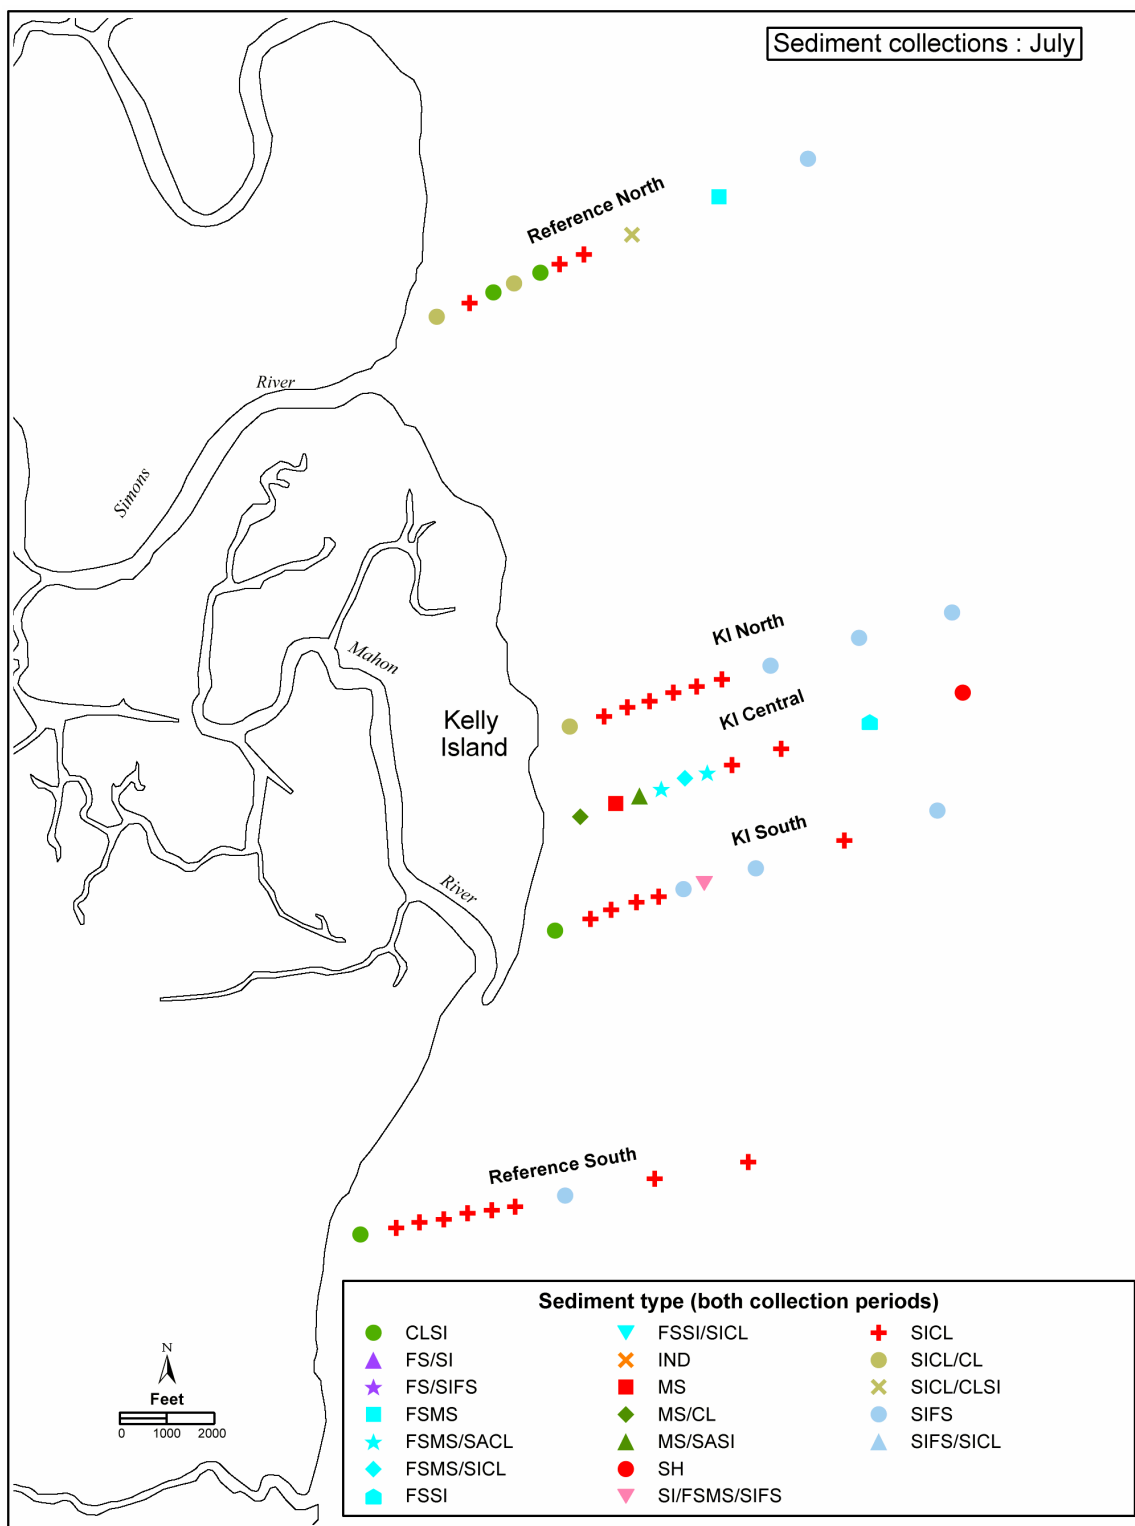 Sediment collections : July
Reference North
River
Simons
KI North
Mahon
KI Central
Kelly
Island
KI South
River
Reference South
Sediment type (both collection periods)
CLSI
FS/SI
FS/SIFS
FSMS
FSMS/SACL
FSMS/SICL
FSSI
FSSI/SICL
IND
MS
MS/CL
MS/SASI
SH
SI/FSMS/SIFS
SICL
SICL/CL
SICL/CLSI
SIFS
SIFS/SICL
N
Feet
0 1000 2000